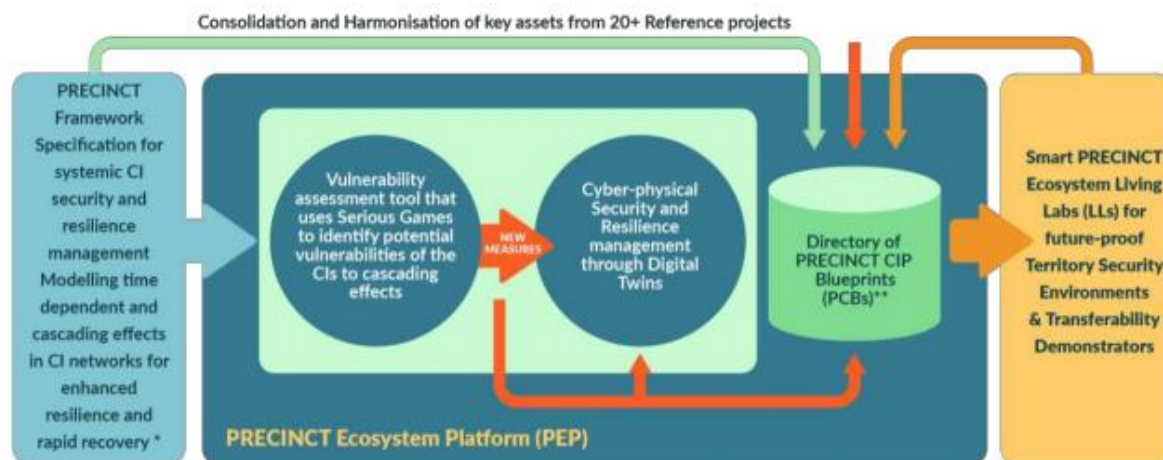 Consolidation and Harmonisation of key assets from 20+ Reference projects
PRECINCT
Framework
Specification for
systemic CI
security and
resilience
management
Modelling time
dependent and
cascading effects
in CI networks for
enhanced
resilience and
rapid recovery *
Vulnerability
assessment tool that
uses Serious Games
to identify potential
vulnerabilities of the
CIs to cascading
effects
NEW
MEASURES
Cyber-physical
Security and
Resilience management
through Digital
Twins
Directory of
PRECINCT CIP
Blueprints
(PCBs)**
PRECINCT Ecosystem Platform (PEP)
Smart PRECINCT
Ecosystem Living
Labs (LLs) for
future-proof
Territory Security
Environments
& Transferability
Demonstrators